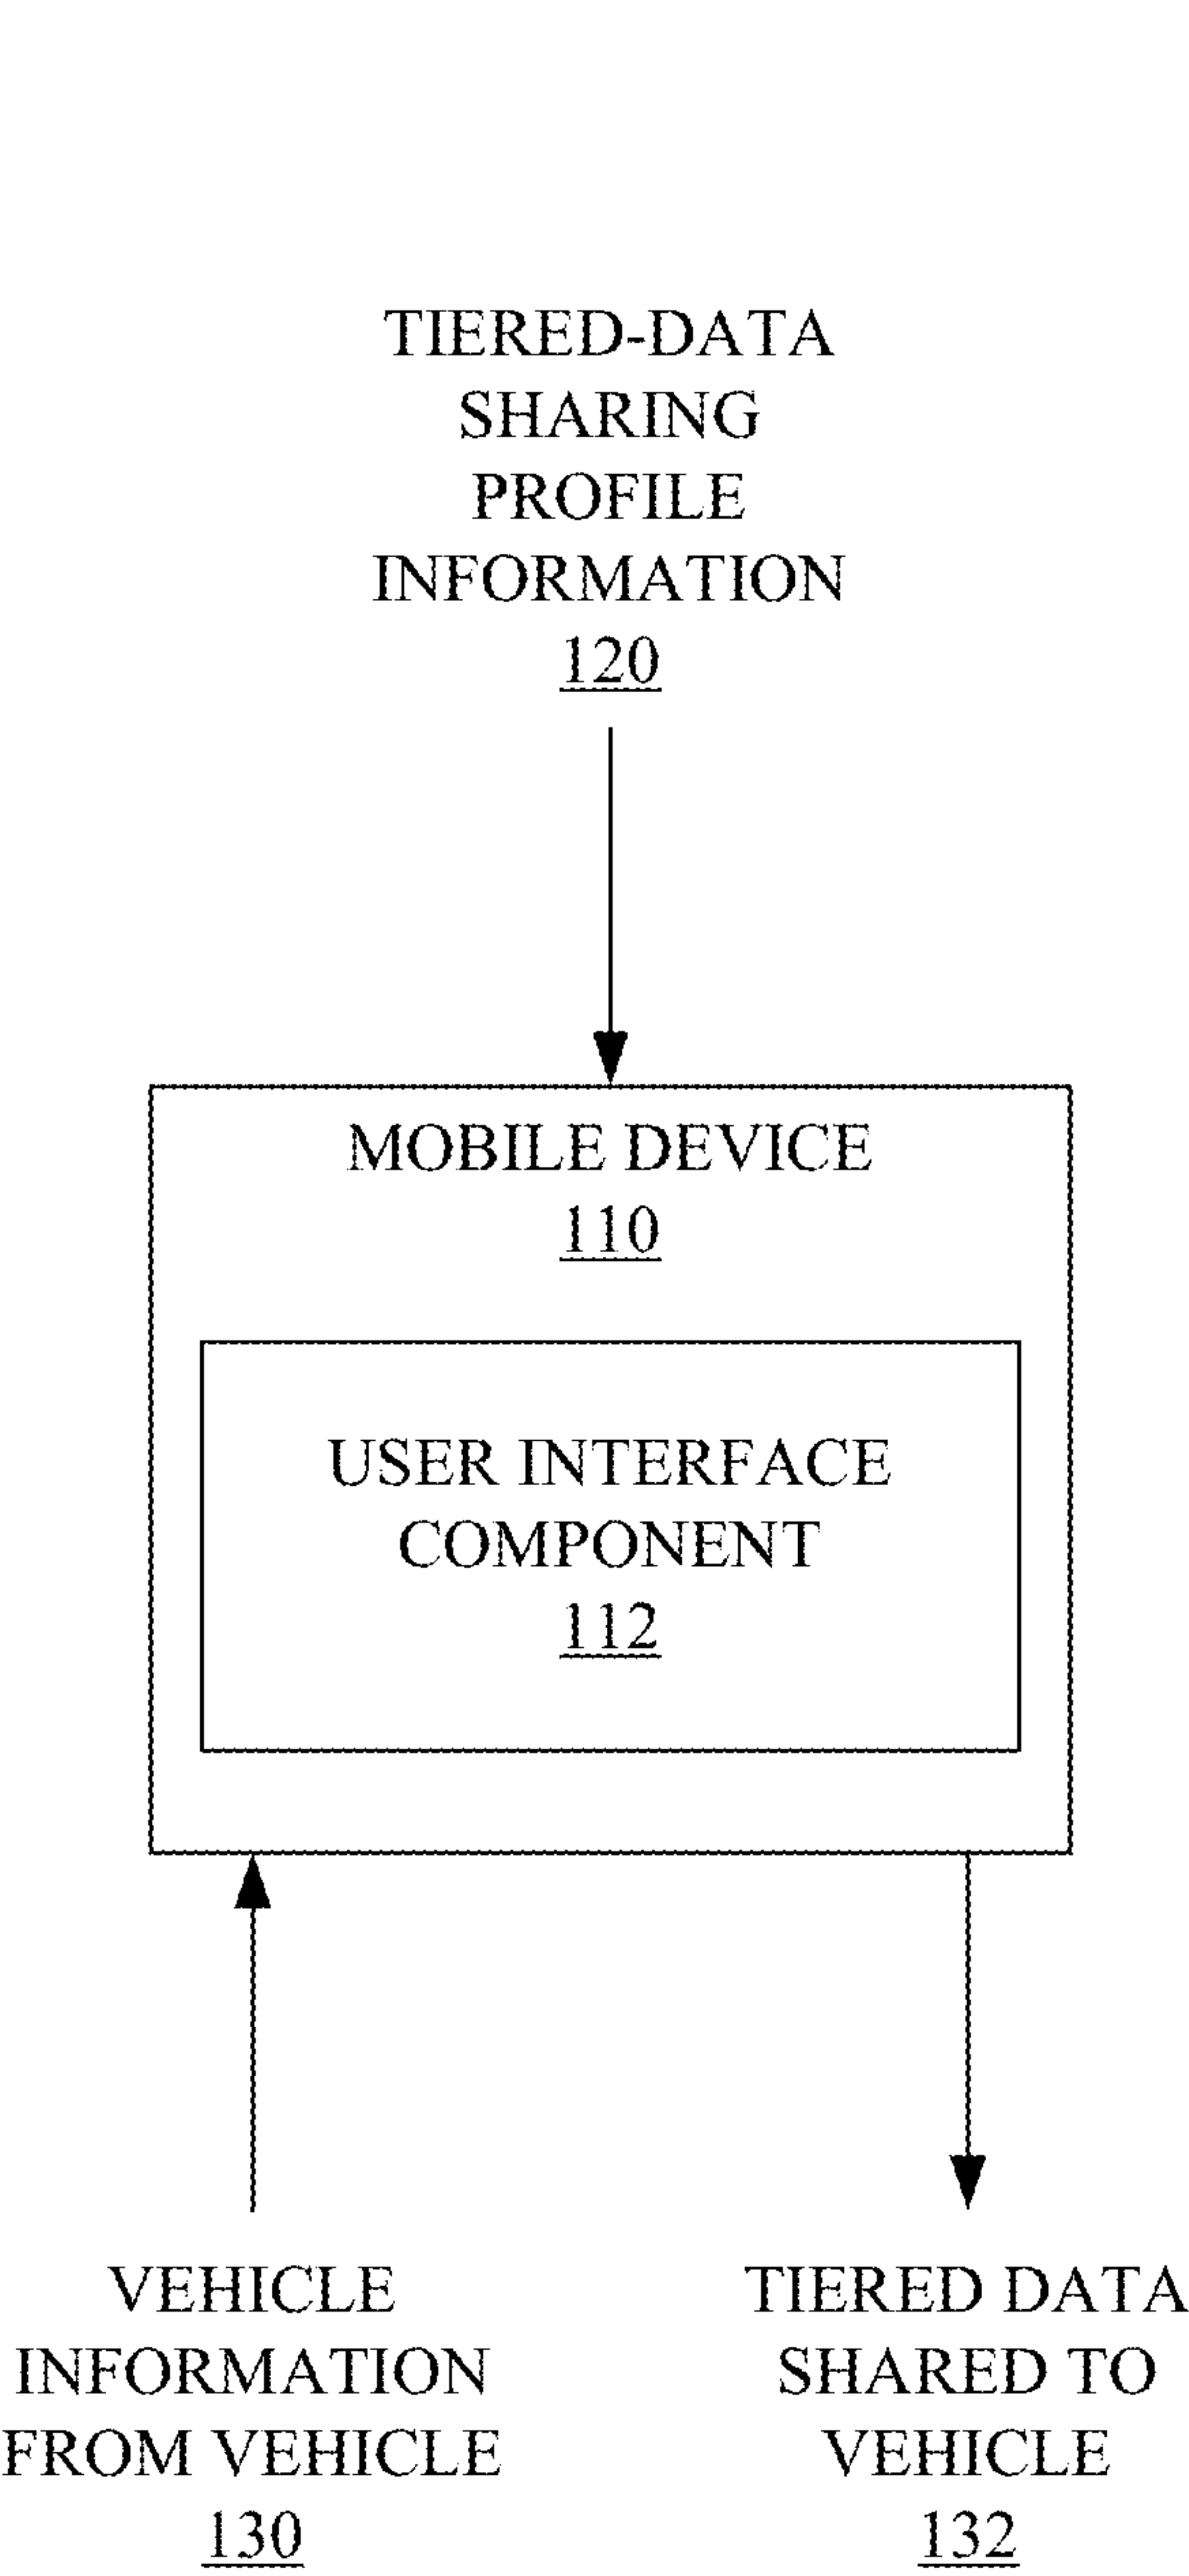 TIERED-DATA
SHARING
PROFILE
INFORMATION
120
MOBILE DEVICE
110
USER INTERFACE
COMPONENT
112
VEHICLE
INFORMATION
FROM VEHICLE
130
TIERED DATA
SHARED TO
VEHICLE
132